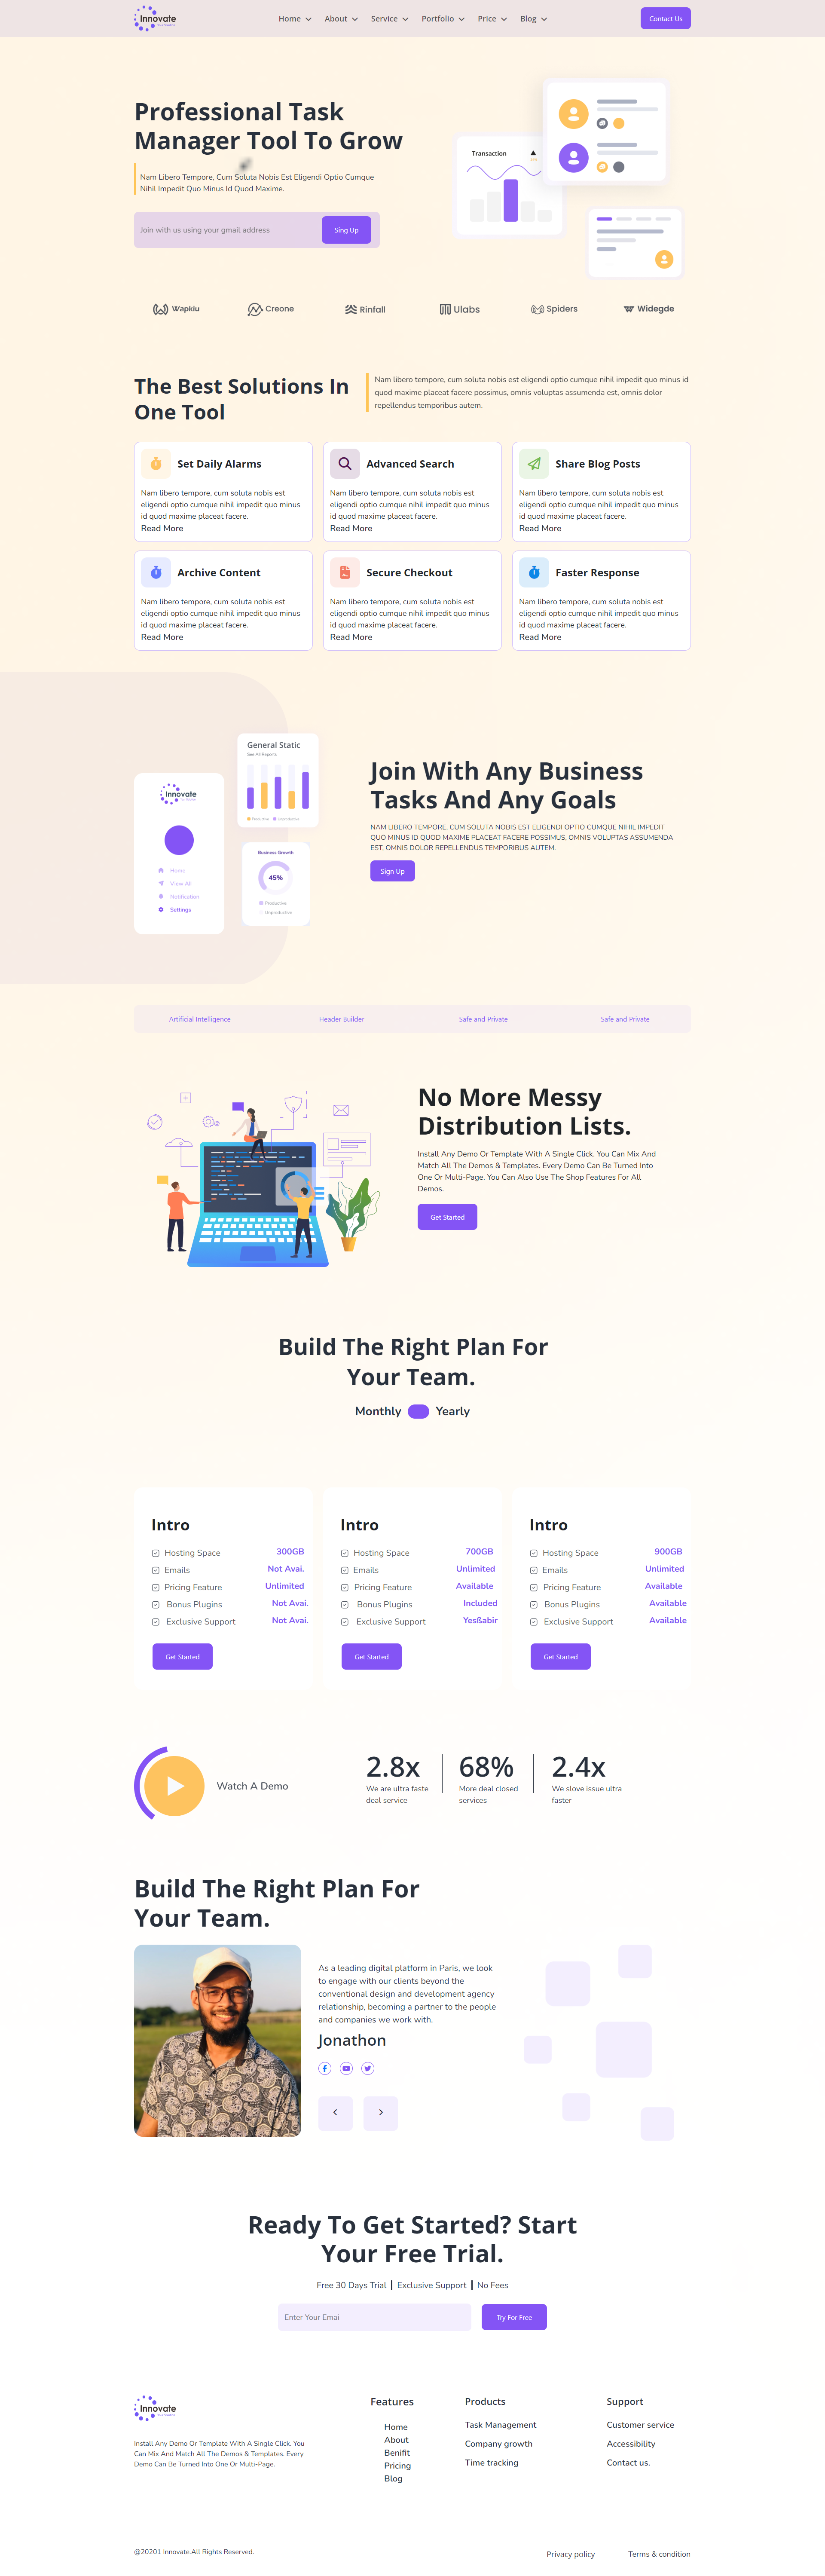 Innovate
Home
About
Service
Portfolio
Price
Blog
Contact Us
Professional Task
Manager Tool To Grow
Nam Libero Tempore, Cum Soluta Nobis Est Eligendi Optio Cumque
Nihil Impedit Quo Minus Id Quod Maxime.
Join with us using your gmail address
Sing Up
Transaction
Wapkiu
Creone
Rinfall
Ulabs
Spiders
Widegde
The Best Solutions In
One Tool
Nam libero tempore, cum soluta nobis est eligendi optio cumque nihil impedit quo minus id
quod maxime placeat facere possimus, omnis voluptas assumenda est, omnis dolor
repellendus temporibus autem.
Set Daily Alarms
Nam libero tempore, cum soluta nobis est
eligendi optio cumque nihil impedit quo minus
id quod maxime placeat facere.
Read More
Advanced Search
Nam libero tempore, cum soluta nobis est
eligendi optio cumque nihil impedit quo minus
id quod maxime placeat facere.
Read More
Share Blog Posts
Nam libero tempore, cum soluta nobis est
eligendi optio cumque nihil impedit quo minus
id quod maxime placeat facere.
Read More
Archive Content
Nam libero tempore, cum soluta nobis est
eligendi optio cumque nihil impedit quo minus
id quod maxime placeat facere.
Read More
Secure Checkout
Nam libero tempore, cum soluta nobis est
eligendi optio cumque nihil impedit quo minus
id quod maxime placeat facere.
Read More
Faster Response
Nam libero tempore, cum soluta nobis est
eligendi optio cumque nihil impedit quo minus
id quod maxime placeat facere.
Read More
Innovate
Home
View All
Notification
Settings
General Static
See All Reports
Productive
Unproductive
Business Growth
45%
Productive
Unproductive
Join With Any Business
Tasks And Any Goals
NAM LIBERO TEMPORE, CUM SOLUTA NOBIS EST ELIGENDI OPTIO CUMQUE NIHIL IMPEDIT
QUO MINUS ID QUOD MAXIME PLACEAT FACERE POSSIMUS, OMNIS VOLUPTAS ASSUMENDA
EST, OMNIS DOLOR REPELLENDUS TEMPORIBUS AUTEM.
Sign Up
Artificial Intelligence
Header Builder
Safe and Private
Safe and Private
No More Messy
Distribution Lists.
Install Any Demo Or Template With A Single Click. You Can Mix And
Match All The Demos & Templates. Every Demo Can Be Turned Into
One Or Multi-Page. You Can Also Use The Shop Features For All
Demos.
Get Started
Build The Right Plan For
Your Team.
Monthly
Yearly
Intro
Hosting Space 300GB
Emails Not Avai.
Pricing Feature Unlimited
Bonus Plugins Not Avai.
Exclusive Support Not Avai.
Get Started
Intro
Hosting Space 700GB
Emails Unlimited
Pricing Feature Available
Bonus Plugins Included
Exclusive Support Yesßabir
Get Started
Intro
Hosting Space 900GB
Emails Unlimited
Pricing Feature Available
Bonus Plugins Available
Exclusive Support Available
Get Started
Watch A Demo
2.8x
We are ultra faste
deal service
68%
More deal closed
services
2.4x
We slove issue ultra
faster
Build The Right Plan For
Your Team.
As a leading digital platform in Paris, we look
to engage with our clients beyond the
conventional design and development agency
relationship, becoming a partner to the people
and companies we work with.
Jonathon
Ready To Get Started? Start
Your Free Trial.
Free 30 Days Trial
Exclusive Support
No Fees
Enter Your Emai
Try For Free
Innovate
Install Any Demo Or Template With A Single Click. You
Can Mix And Match All The Demos & Templates. Every
Demo Can Be Turned Into One Or Multi-Page.
Features
Home
About
Benifit
Pricing
Blog
Products
Task Management
Company growth
Time tracking
Support
Customer service
Accessibility
Contact us.
@20201 Innovate.All Rights Reserved.
Privacy policy
Terms & condition